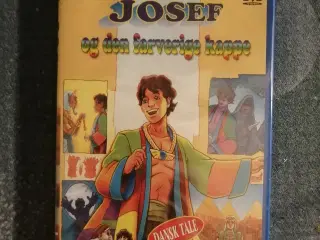 JOSEF
og den farverige kappe
DANSK TALE